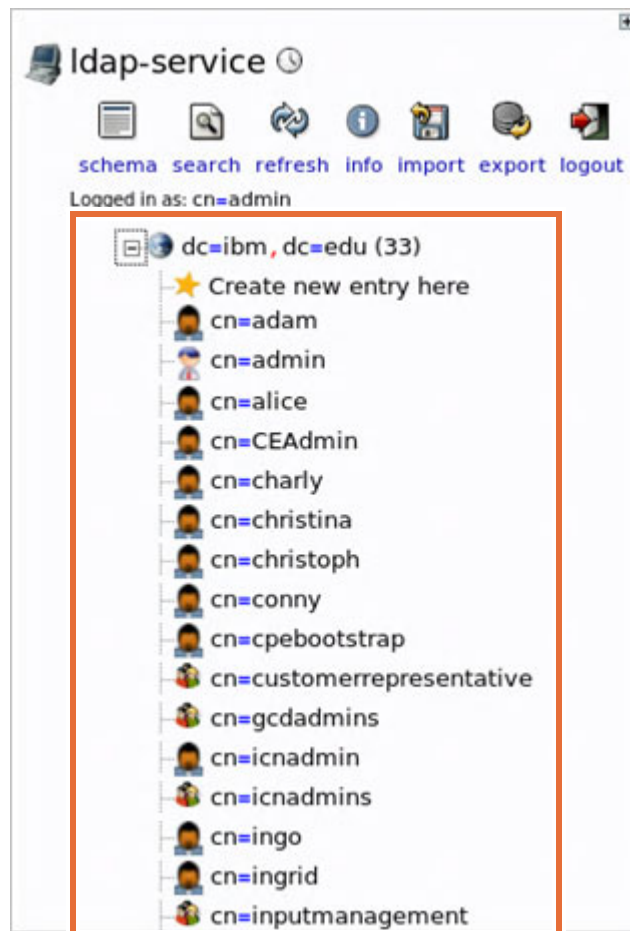 ldap-service
schema search refresh info import export logout
Logged in as: cn=admin
dc=ibm, dc=edu (33)
Create new entry here
cn=adam
cn=admin
cn=alice
cn=CEAdmin
cn=charly
cn=christina
cn=christoph
cn=conny
cn=cpebootstrap
cn=customerrepresentative
cn=gcdadmins
cn=icnadmin
cn=icnadmins
cn=ingo
cn=ingrid
cn=inputmanagement